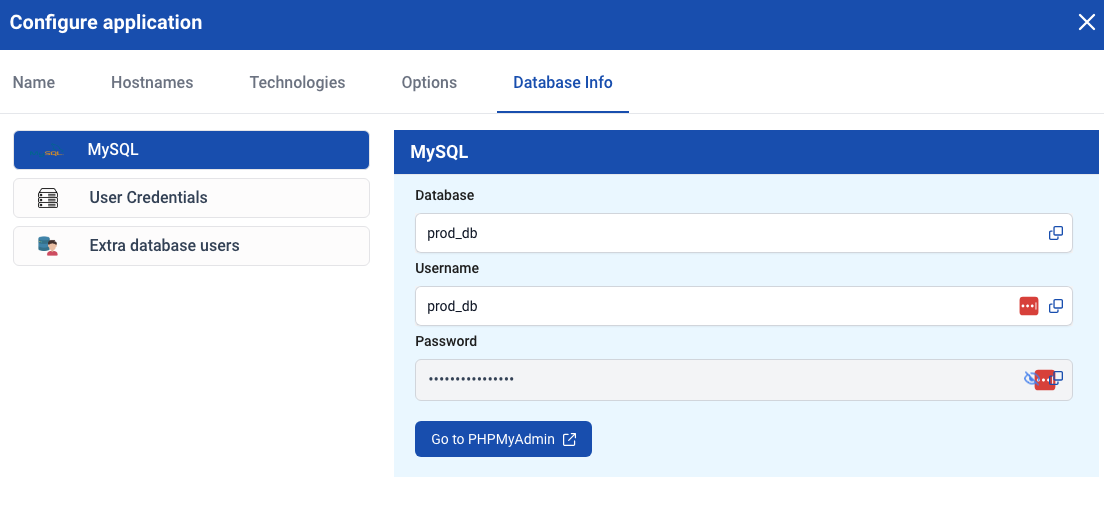 Configure application
Name Hostnames Technologies Options Database Info
MySQL
User Credentials
Extra database users
MySQL
Database
prod_db
Username
prod_db
Password
••••••••••••••••
Go to PHPMyAdmin